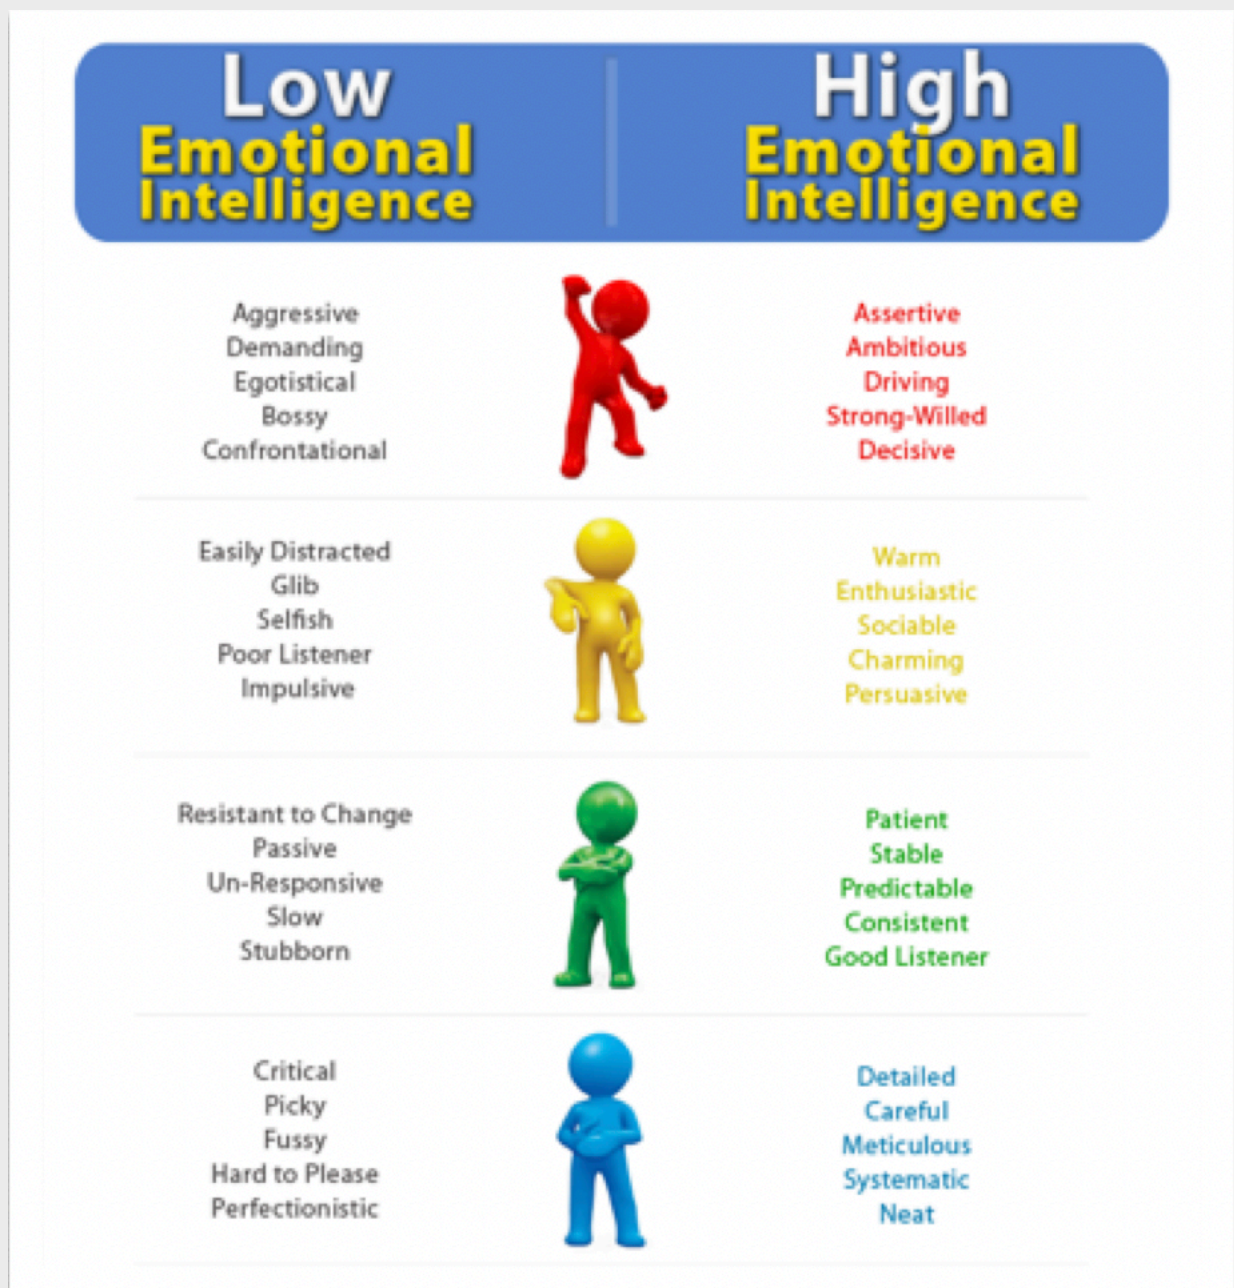 Low
Emotional
Intelligence
High
Emotional
Intelligence
Aggressive
Demanding
Egotistical
Bossy
Confrontational
Assertive
Ambitious
Driving
Strong-Willed
Decisive
Easily Distracted
Glib
Selfish
Poor Listener
Impulsive
Warm
Enthusiastic
Sociable
Charming
Persuasive
Resistant to Change
Passive
Un-Responsive
Slow
Stubborn
Patient
Stable
Predictable
Consistent
Good Listener
Critical
Picky
Fussy
Hard to Please
Perfectionistic
Detailed
Careful
Meticulous
Systematic
Neat